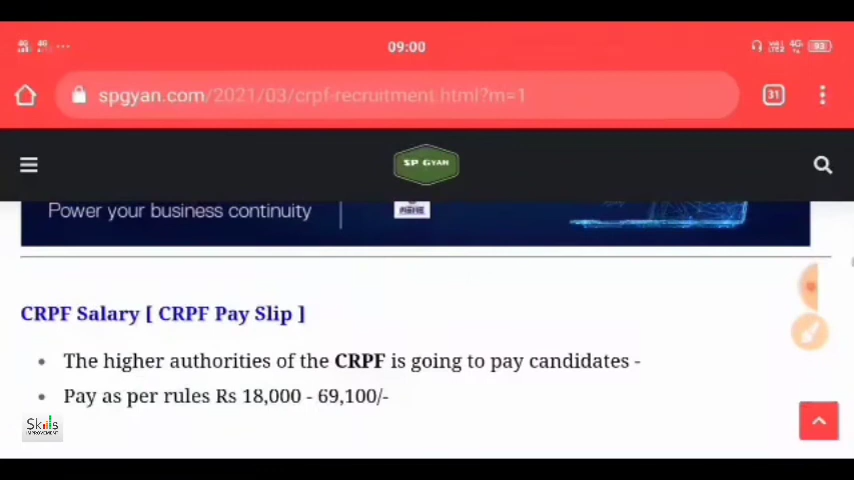 09:00
93
spgyan.com/2021/03/crpf-recruitment.html?m=1
31
SP GYAN
Power your business continuity
CRPF Salary [ CRPF Pay Slip ]
The higher authorities of the CRPF is going to pay candidates -
Pay as per rules Rs 18,000 - 69,100/-
Skills
IMPROVEMENT